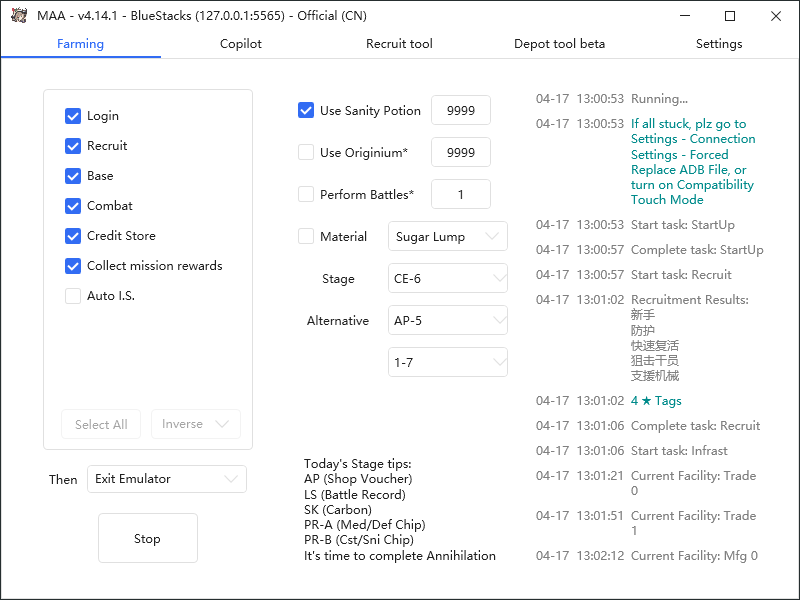 MAA - v4.14.1 - BlueStacks (127.0.0.1:5565) - Official (CN)
Farming
Copilot
Recruit tool
Depot tool beta
Settings
Login
Recruit
Base
Combat
Credit Store
Collect mission rewards
Auto I.S.
Select All
Inverse
Then
Exit Emulator
Stop
Use Sanity Potion 9999
Use Originium* 9999
Perform Battles* 1
Material Sugar Lump
Stage CE-6
Alternative AP-5
1-7
Today's Stage tips:
AP (Shop Voucher)
LS (Battle Record)
SK (Carbon)
PR-A (Med/Def Chip)
PR-B (Cst/Sni Chip)
It's time to complete Annihilation
04-17 13:00:53 Running...
04-17 13:00:53 If all stuck, plz go to
Settings - Connection
Settings - Forced
Replace ADB File, or
turn on Compatibility
Touch Mode
04-17 13:00:53 Start task: StartUp
04-17 13:00:57 Complete task: StartUp
04-17 13:00:57 Start task: Recruit
04-17 13:01:02 Recruitment Results:
新手
防护
快速复活
狙击干员
支援机械
04-17 13:01:02 4 ★ Tags
04-17 13:01:06 Complete task: Recruit
04-17 13:01:06 Start task: Infrast
04-17 13:01:21 Current Facility: Trade
0
04-17 13:01:51 Current Facility: Trade
1
04-17 13:02:12 Current Facility: Mfg 0